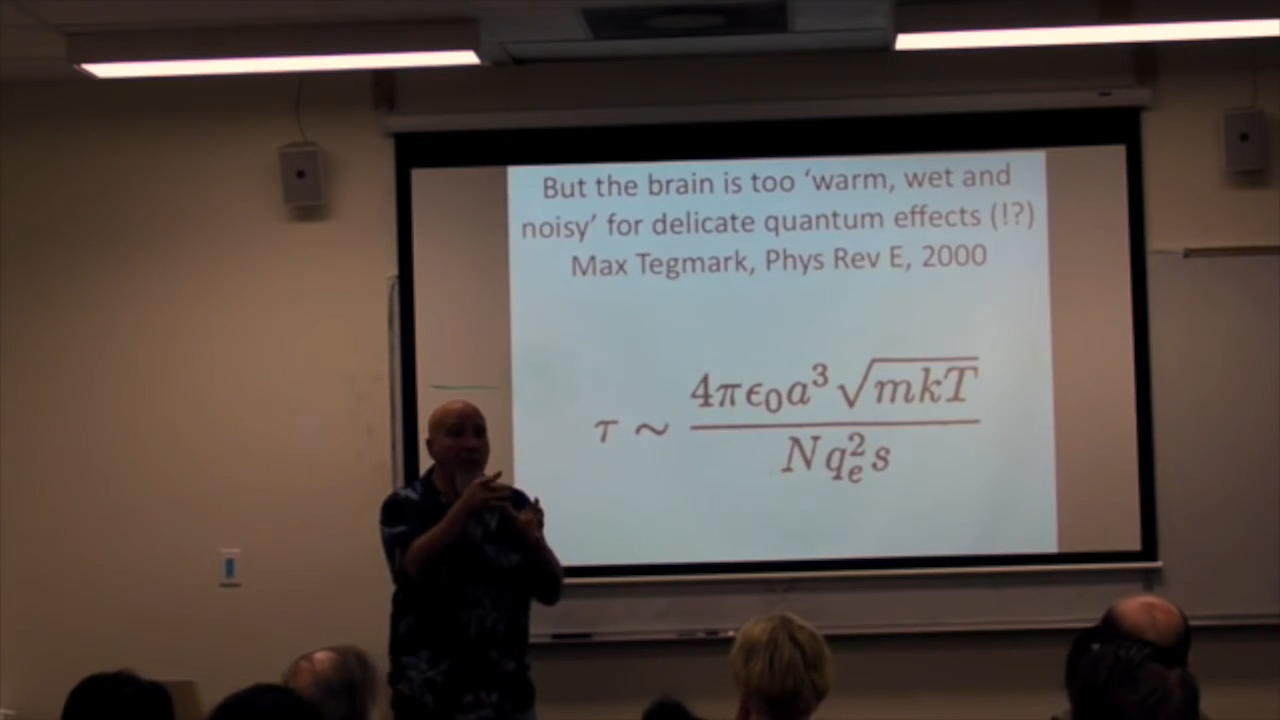 But the brain is too ‘warm, wet and
noisy’ for delicate quantum effects (!?)
Max Tegmark, Phys Rev E, 2000
τ ∼ 4πϵ₀a³√mkT / Nqₑ²s